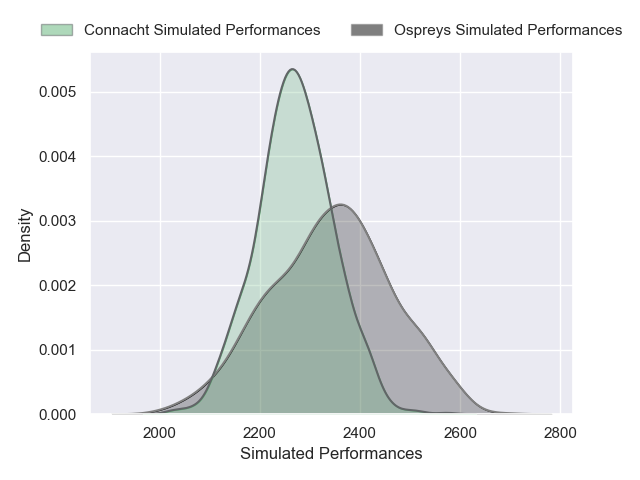 Connacht Simulated Performances
Ospreys Simulated Performances
0.005
0.004
0.003
0.002
0.001
0.000
Density
2000 2200 2400 2600 2800
Simulated Performances